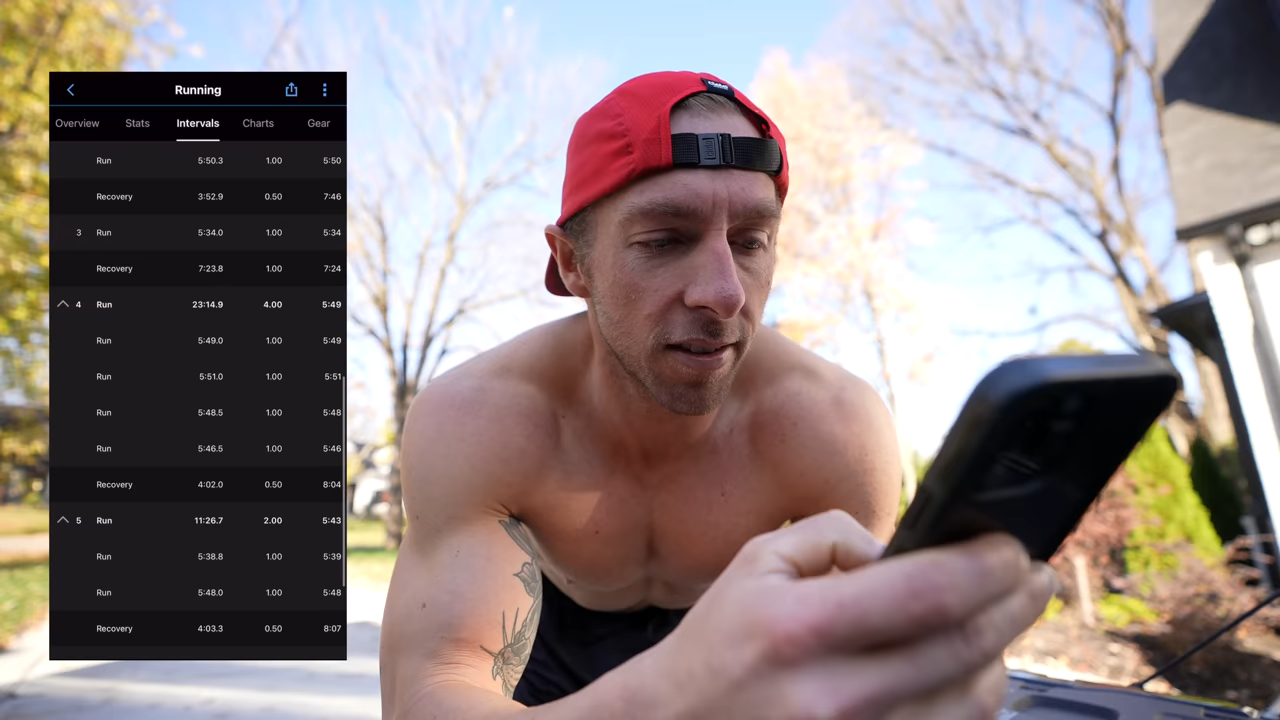 Running
Overview Stats Intervals Charts Gear
Run 5:50.3 1.00 5:50
Recovery 3:52.9 0.50 7:46
3 Run 5:34.0 1.00 5:34
Recovery 7:23.8 1.00 7:24
4 Run 23:14.9 4.00 5:49
Run 5:49.0 1.00 5:49
Run 5:51.0 1.00 5:51
Run 5:48.5 1.00 5:48
Run 5:46.5 1.00 5:46
Recovery 4:02.0 0.50 8:04
5 Run 11:26.7 2.00 5:43
Run 5:38.8 1.00 5:39
Run 5:48.0 1.00 5:48
Recovery 4:03.3 0.50 8:07